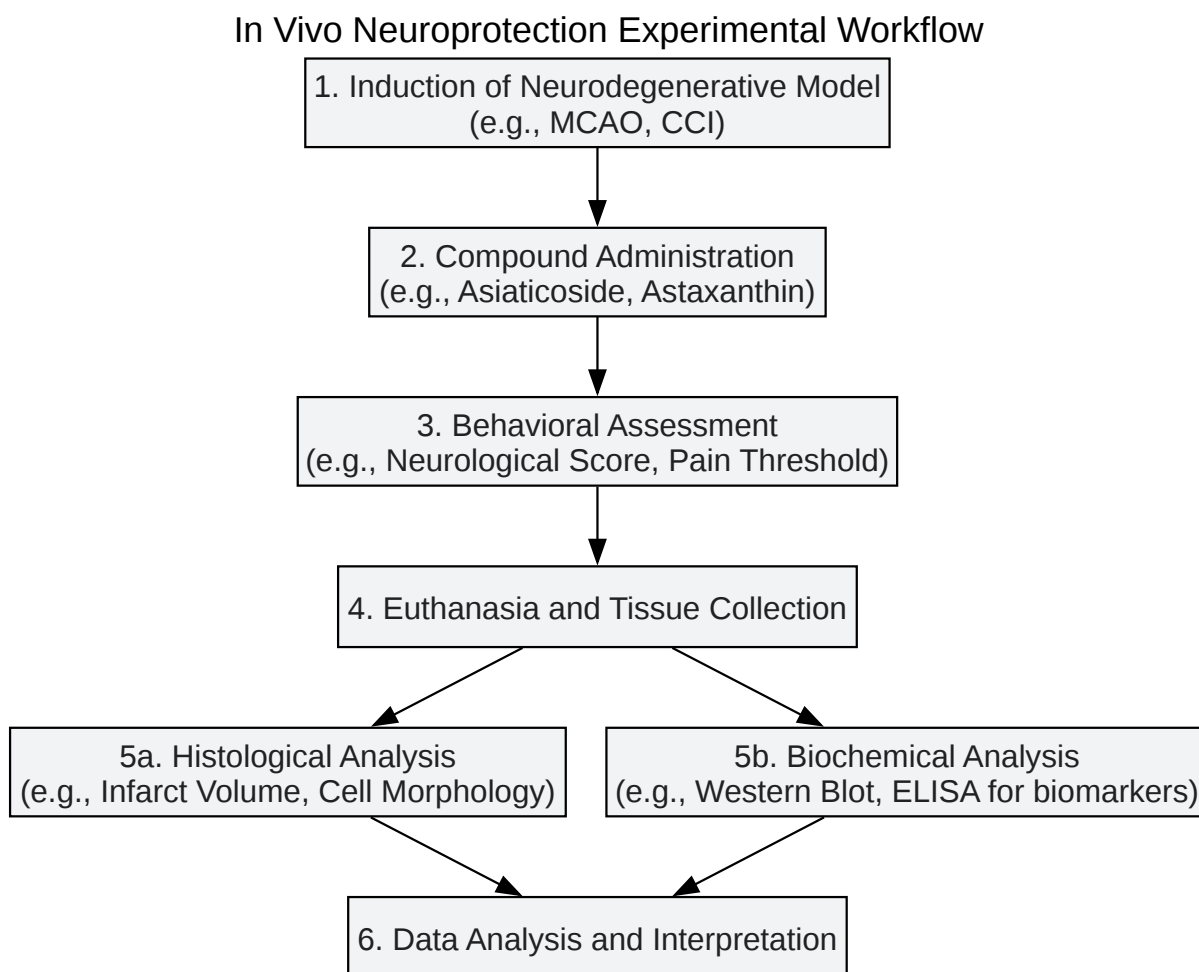 In Vivo Neuroprotection Experimental Workflow
1. Induction of Neurodegenerative Model
(e.g., MCAO, CCI)
2. Compound Administration
(e.g., Asiaticoside, Astaxanthin)
3. Behavioral Assessment
(e.g., Neurological Score, Pain Threshold)
4. Euthanasia and Tissue Collection
5a. Histological Analysis
(e.g., Infarct Volume, Cell Morphology)
5b. Biochemical Analysis
(e.g., Western Blot, ELISA for biomarkers)
6. Data Analysis and Interpretation